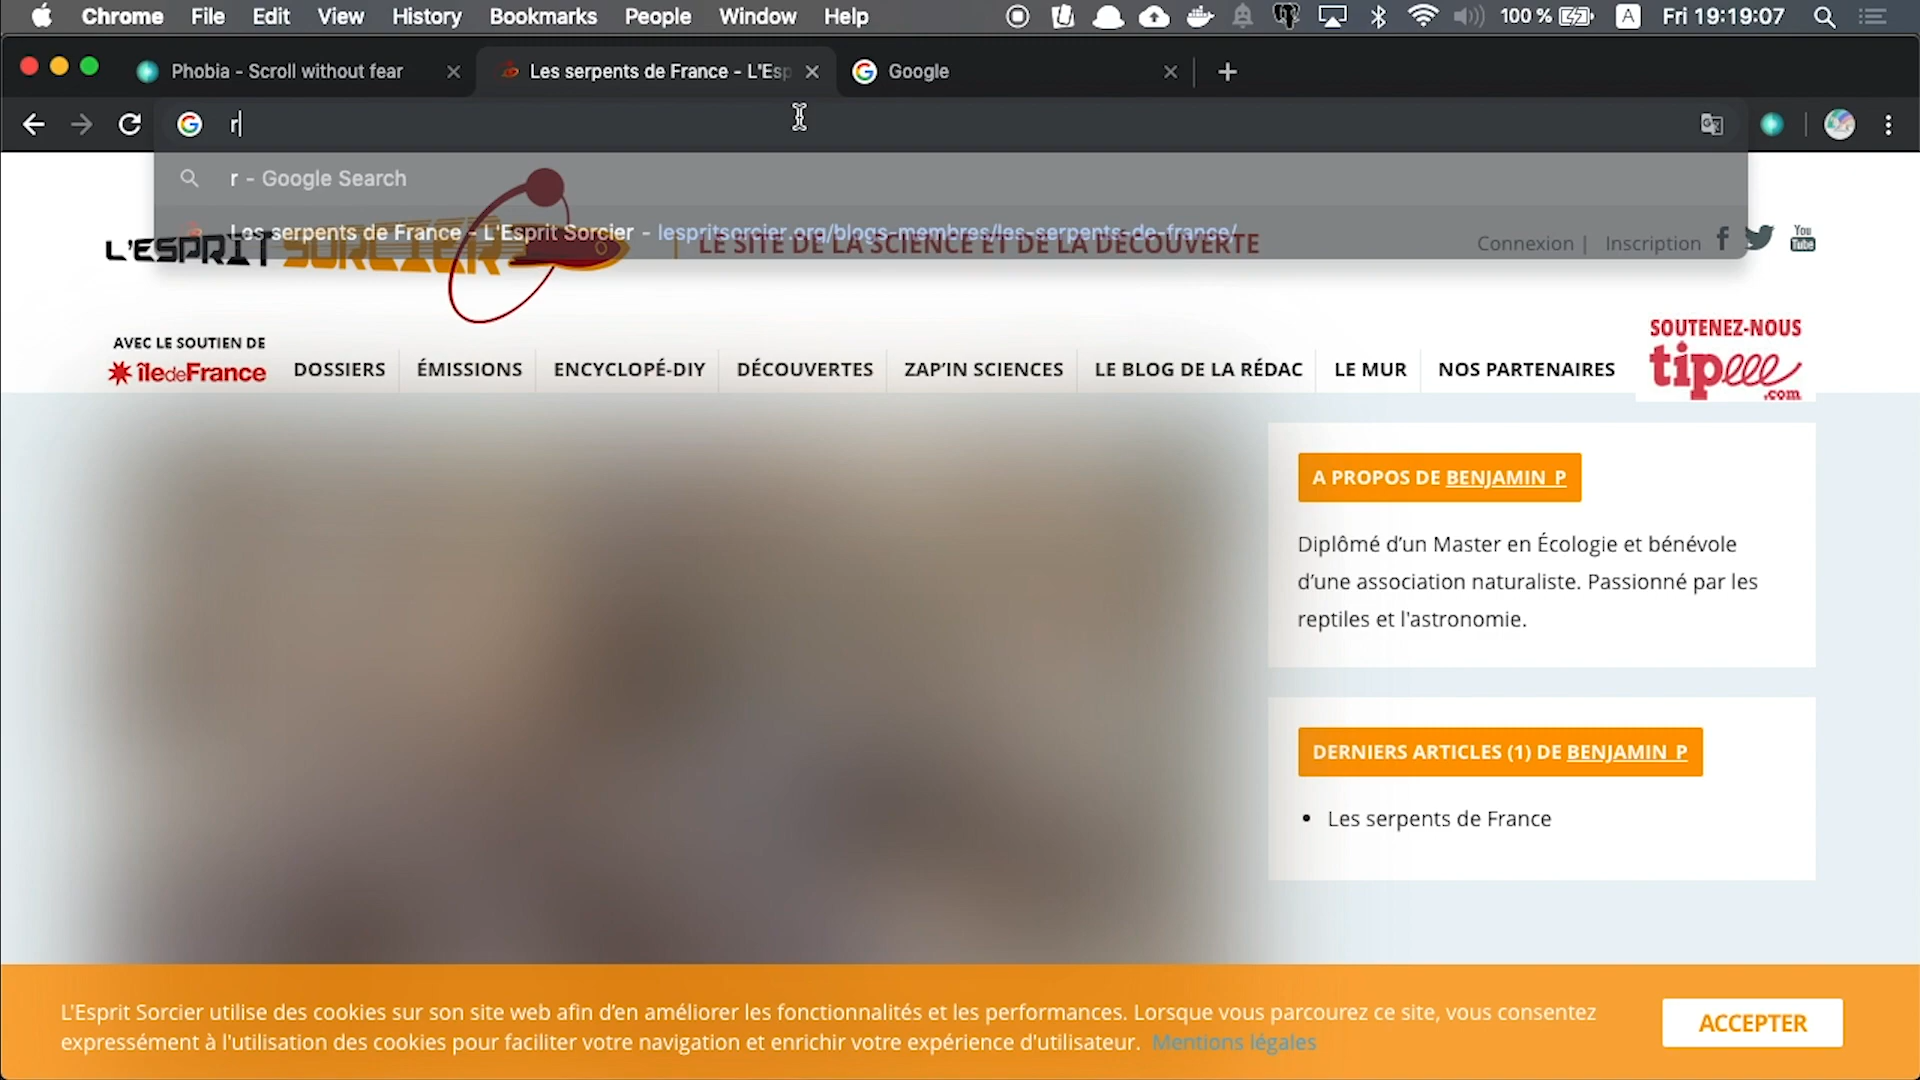 Chrome File Edit View History Bookmarks People Window Help 100 % A Fri 19:19:07
Phobia - Scroll without fear
Les serpents de France - L'Esp
Google
r
r - Google Search
Les serpents de France - L'Esprit Sorcier - lespritsorcier.org/blogs-membres/les-serpents-de-france/
L'ESPRIT SORCIER
LE SITE DE LA SCIENCE ET DE LA DÉCOUVERTE
Connexion | Inscription
You Tube
AVEC LE SOUTIEN DE
îledeFrance
DOSSIERS
ÉMISSIONS
ENCYCLOPÉ-DIY
DÉCOUVERTES
ZAP'IN SCIENCES
LE BLOG DE LA RÉDAC
LE MUR
NOS PARTENAIRES
SOUTENEZ-NOUS
tipeee
.com
A PROPOS DE BENJAMIN_P
Diplômé d’un Master en Écologie et bénévole
d’une association naturaliste. Passionné par les
reptiles et l'astronomie.
DERNIERS ARTICLES (1) DE BENJAMIN_P
• Les serpents de France
L'Esprit Sorcier utilise des cookies sur son site web afin d’en améliorer les fonctionnalités et les performances. Lorsque vous parcourez ce site, vous consentez
expressément à l'utilisation des cookies pour faciliter votre navigation et enrichir votre expérience d'utilisateur. Mentions légales
ACCEPTER